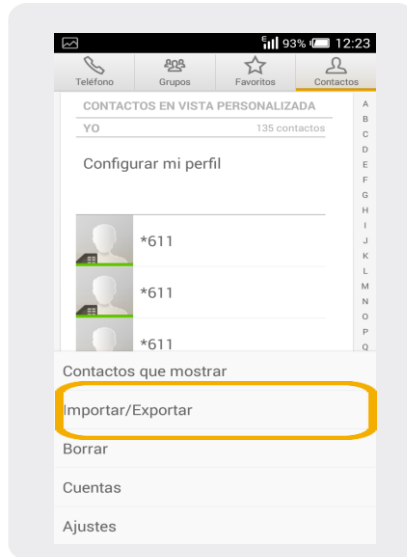 93% 12:23
Teléfono Grupos Favoritos Contactos
CONTACTOS EN VISTA PERSONALIZADA
YO 135 contactos
Configurar mi perfil
*611
*611
*611
A
B
C
D
E
F
G
H
I
J
K
L
M
N
O
P
Q
Contactos que mostrar
Importar/Exportar
Borrar
Cuentas
Ajustes